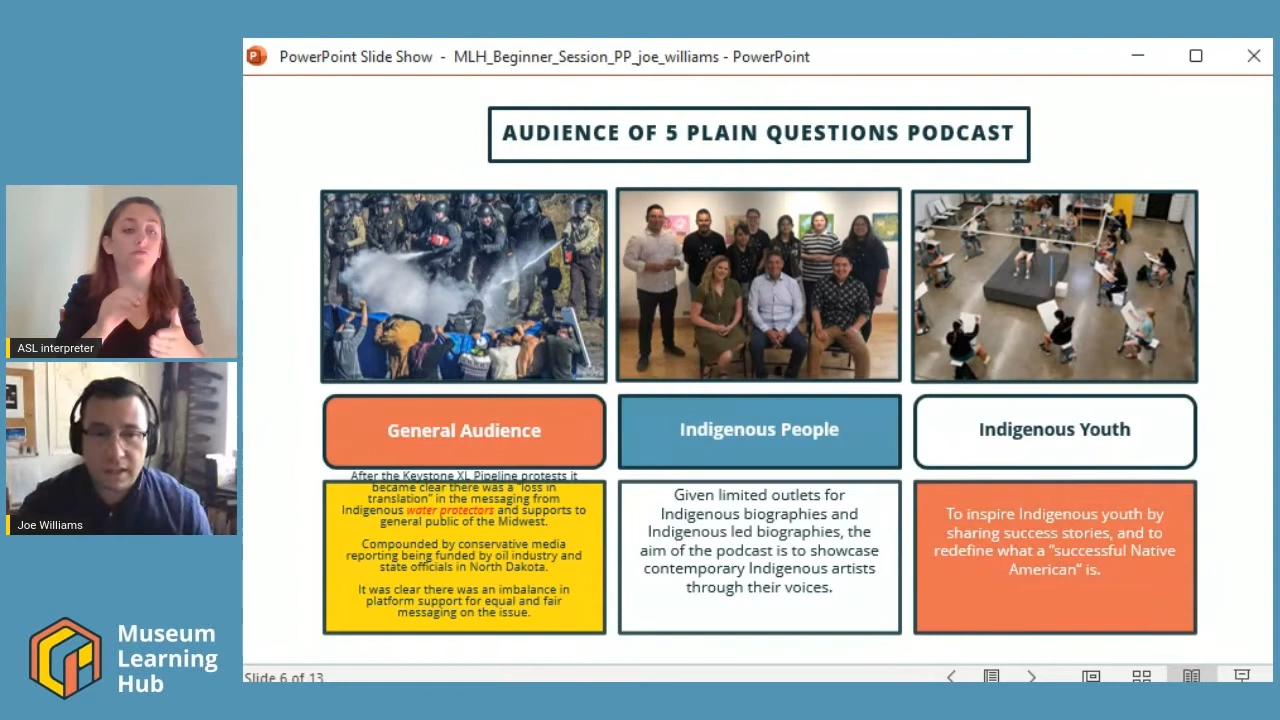 PowerPoint Slide Show - MLH_Beginner_Session_PP_joe_williams - PowerPoint
AUDIENCE OF 5 PLAIN QUESTIONS PODCAST
General Audience
After the Keystone XL Pipeline protests it
became clear there was a "loss in
translation" in the messaging from
Indigenous water protectors and supports to
general public of the Midwest.
Compounded by conservative media
reporting being funded by oil industry and
state officials in North Dakota.
It was clear there was an imbalance in
platform support for equal and fair
messaging on the issue.
Indigenous People
Given limited outlets for
Indigenous biographies and
Indigenous led biographies, the
aim of the podcast is to showcase
contemporary Indigenous artists
through their voices.
Indigenous Youth
To inspire Indigenous youth by
sharing success stories, and to
redefine what a "successful Native
American" is.
Slide 6 of 13
ASL interpreter
Joe Williams
Museum
Learning
Hub